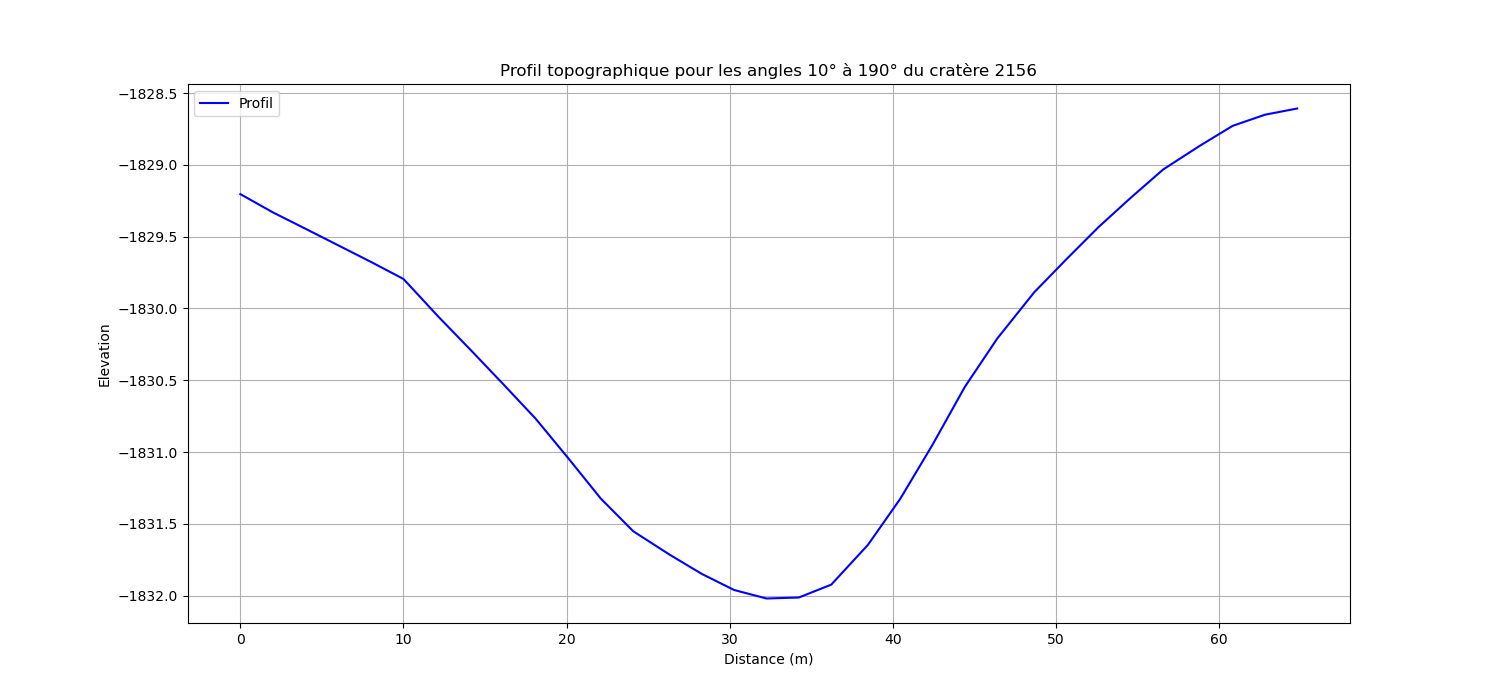 Profil topographique pour les angles 10° à 190° du cratère 2156
Profil
−1828.5
−1829.0
−1829.5
−1830.0
−1830.5
−1831.0
−1831.5
−1832.0
Elevation
0 10 20 30 40 50 60
Distance (m)